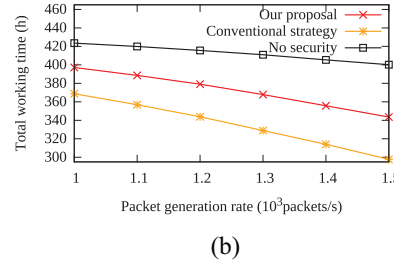 460
440
420
400
380
360
340
320
300
Total working time (h)
Our proposal
Conventional strategy
No security
1 1.1 1.2 1.3 1.4 1.5
Packet generation rate (10³packets/s)
(b)